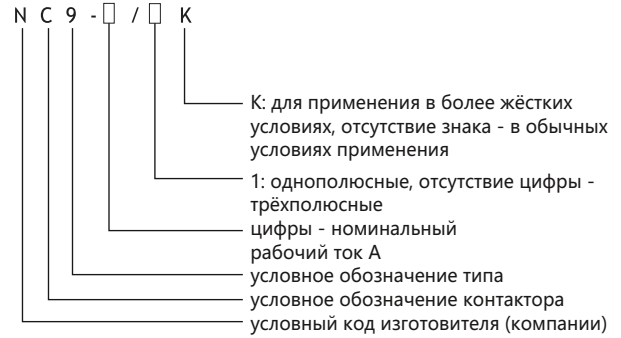 N C 9 - □ / □ K
К: для применения в более жёстких
условиях, отсутствие знака - в обычных
условиях применения
1: однополюсные, отсутствие цифры -
трёхполюсные
цифры - номинальный
рабочий ток А
условное обозначение типа
условное обозначение контактора
условный код изготовителя (компании)